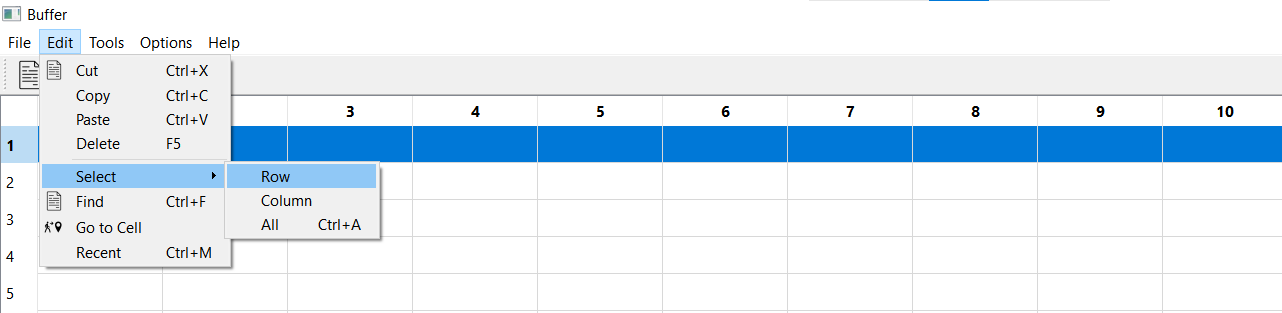 Buffer
File Edit Tools Options Help
Cut Ctrl+X
Copy Ctrl+C
Paste Ctrl+V
Delete F5
Select
Find Ctrl+F
Go to Cell
Recent Ctrl+M
Row
Column
All Ctrl+A
3 4 5 6 7 8 9 10
1
2
3
4
5